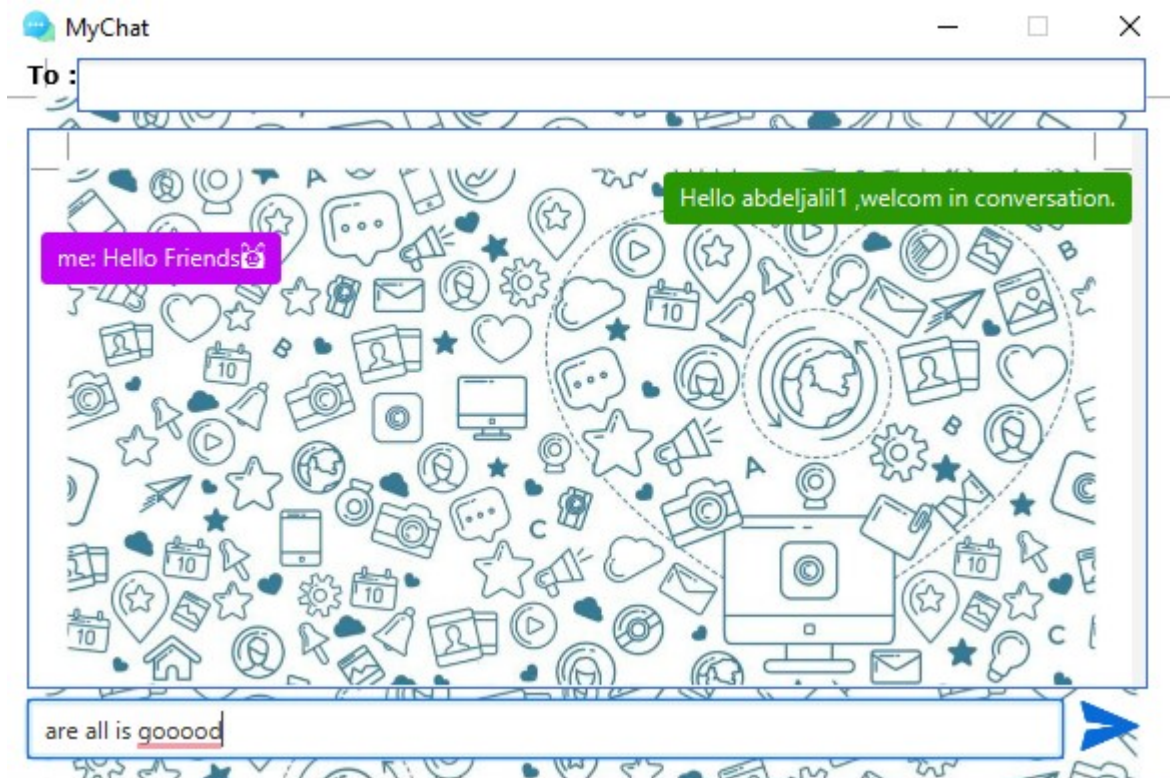 MyChat
To :
Hello abdeljalil1 ,welcom in conversation.
me: Hello Friends
are all is gooood